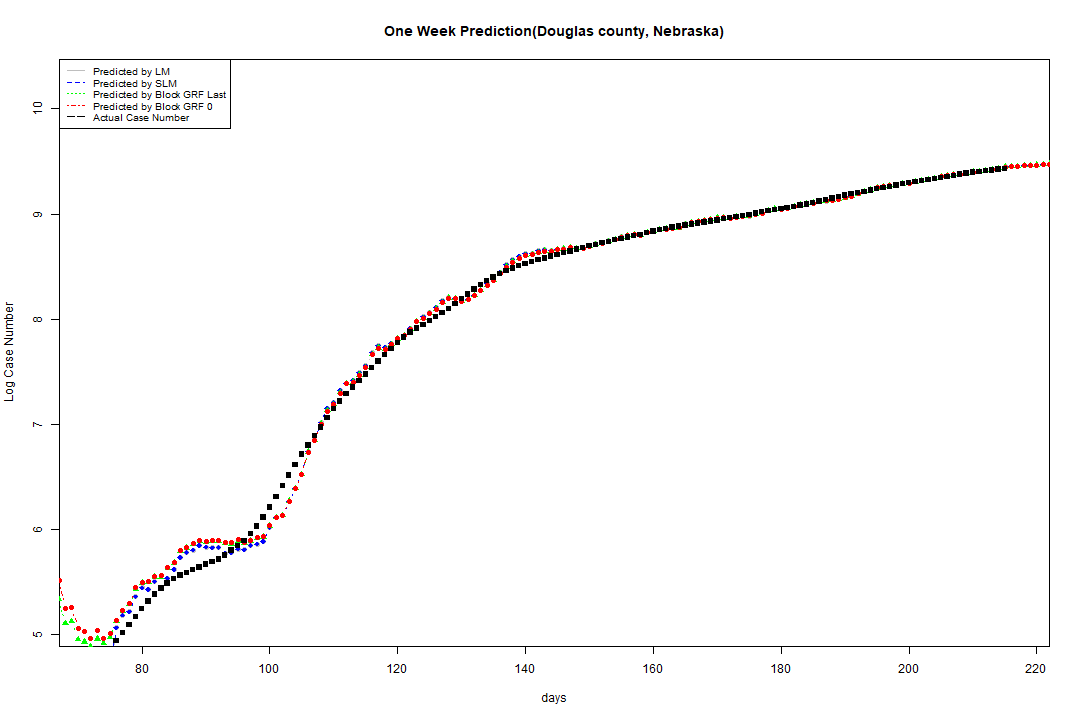 One Week Prediction(Douglas county, Nebraska)
Predicted by LM
Predicted by SLM
Predicted by Block GRF Last
Predicted by Block GRF 0
Actual Case Number
Log Case Number
10
9
8
7
6
5
80 100 120 140 160 180 200 220
days